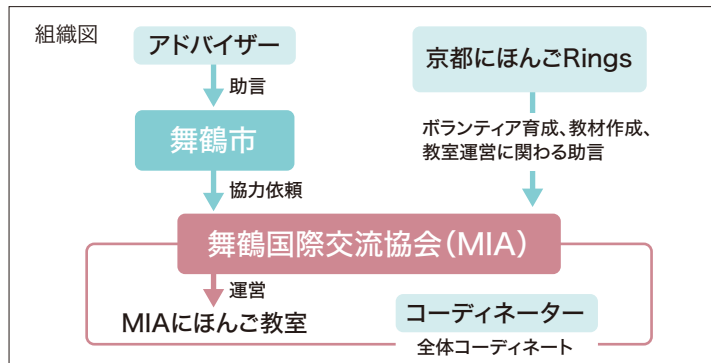 組織図
アドバイザー
助言
舞鶴市
協力依頼
京都にほんごRings
ボランティア育成、教材作成、
教室運営に関わる助言
舞鶴国際交流協会(MIA)
運営
MIAにほんご教室
コーディネーター
全体コーディネート